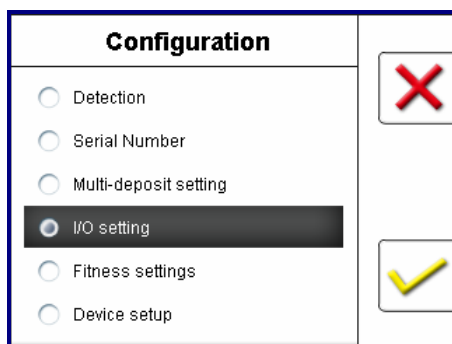 Configuration
Detection
Serial Number
Multi-deposit setting
I/O setting
Fitness settings
Device setup